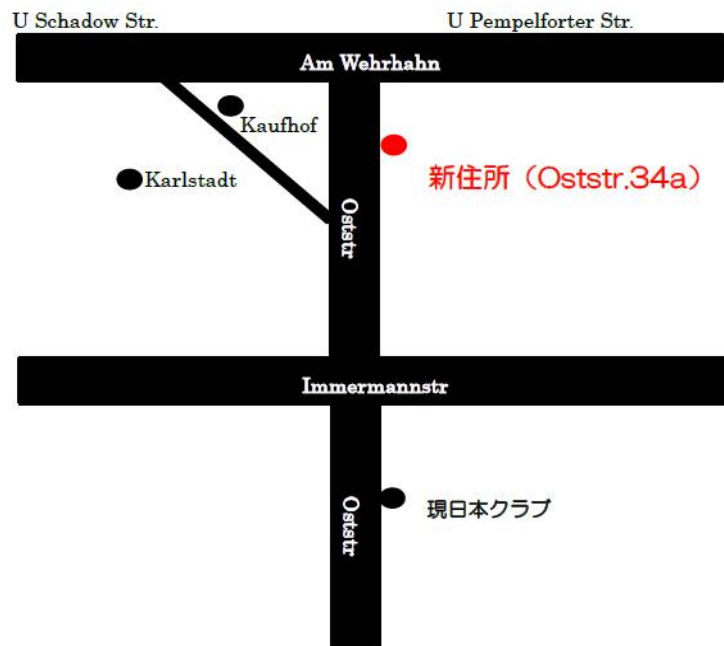 U Schadow Str.
U Pempelforter Str.
Am Wehrhahn
Kaufhof
Karlstadt
新住所（Oststr.34a）
Oststr
Immermannstr
Oststr
現日本クラブ